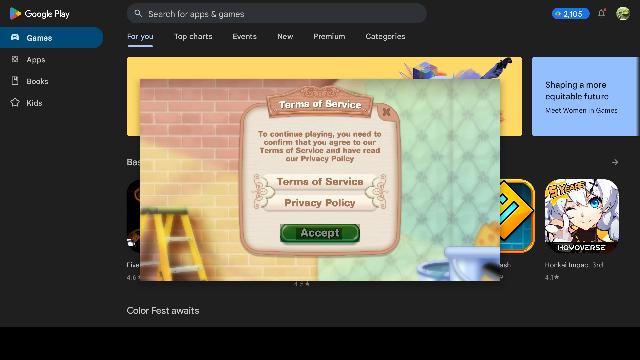 Google Play
Search for apps & games
2,105
Games
Apps
Books
Kids
For you
Top charts
Events
New
Premium
Categories
Shaping a more
equitable future
Meet Women in Games
Terms of Service
To continue playing, you need to
confirm that you agree to our
Terms of Service and have read
our Privacy Policy
Terms of Service
Privacy Policy
Accept
Bas
Five
4.6
4.5★
ash
HOYOVERSE
Honkai Impact 3rd
4.1★
Color Fest awaits